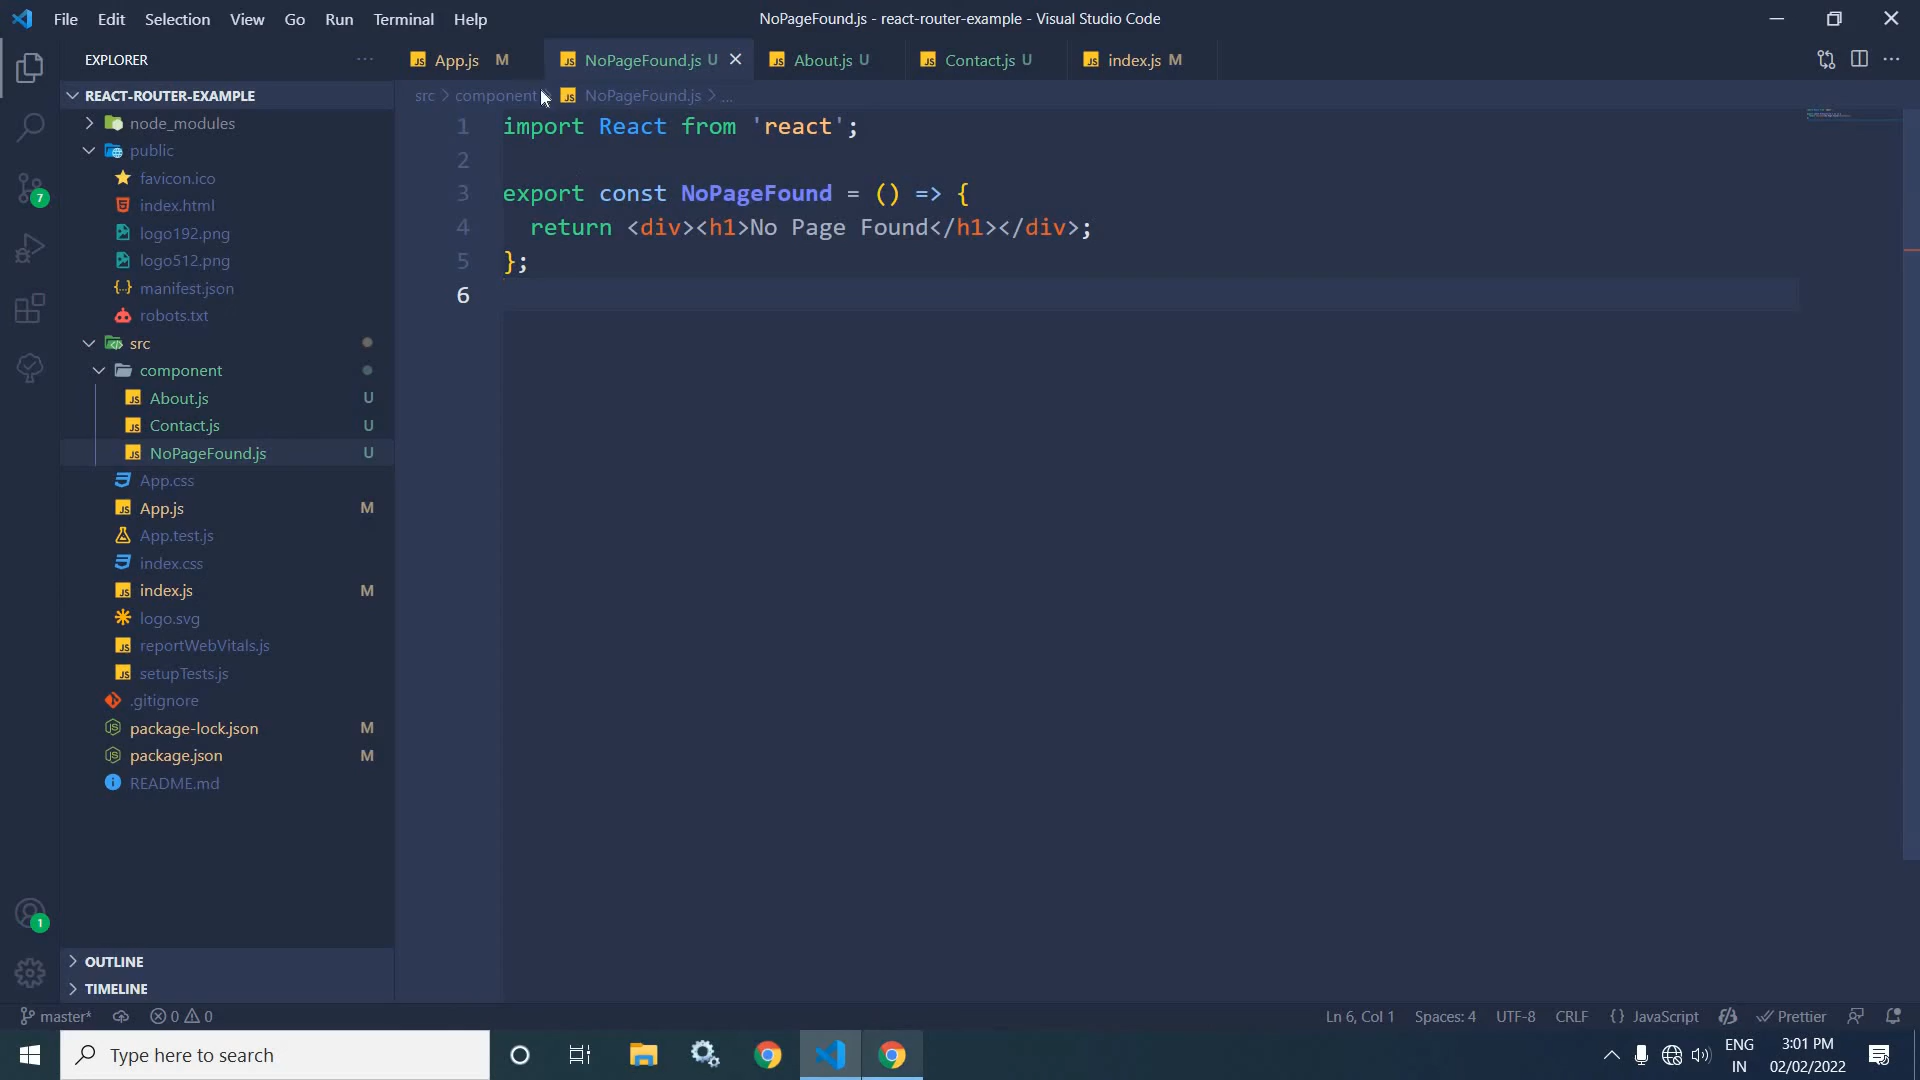 File Edit Selection View Go Run Terminal Help
NoPageFound.js - react-router-example - Visual Studio Code
EXPLORER
App.js M
NoPageFound.js U
About.js U
Contact.js U
index.js M
REACT-ROUTER-EXAMPLE
src > component > NoPageFound.js > ...
node_modules
public
favicon.ico
index.html
logo192.png
logo512.png
manifest.json
robots.txt
src
component
About.js U
Contact.js U
NoPageFound.js U
App.css
App.js M
App.test.js
index.css
index.js M
logo.svg
reportWebVitals.js
setupTests.js
.gitignore
package-lock.json M
package.json M
README.md
OUTLINE
TIMELINE
7
1
1 import React from 'react';
2
3 export const NoPageFound = () => {
4 return <div><h1>No Page Found</h1></div>;
5 };
6
master* 0 0
Ln 6, Col 1 Spaces: 4 UTF-8 CRLF {} JavaScript Prettier
Type here to search
ENG
IN
3:01 PM
02/02/2022